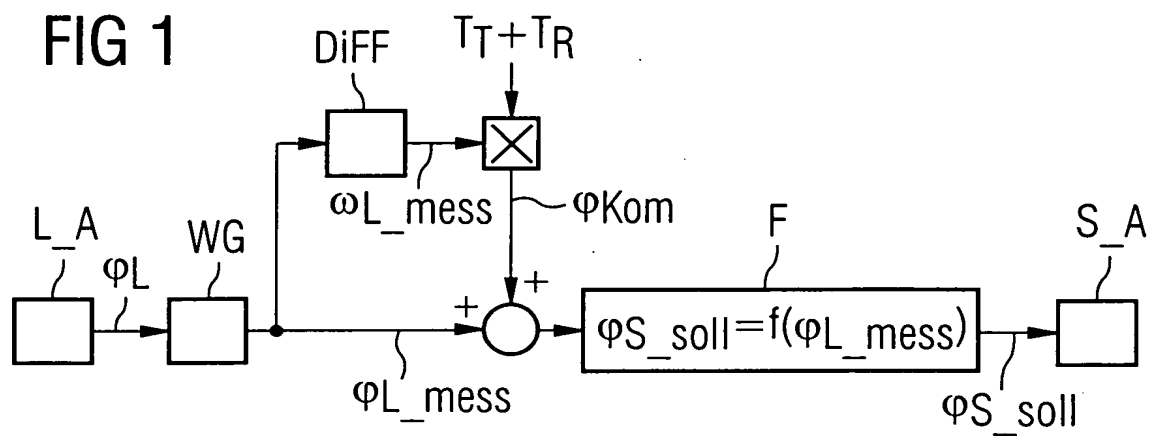 FIG 1
DiFF
TT+TR
ωL_mess
φKom
L_A
φL
WG
F
S_A
+
+
φS_soll=f(φL_mess)
φL_mess
φS_soll